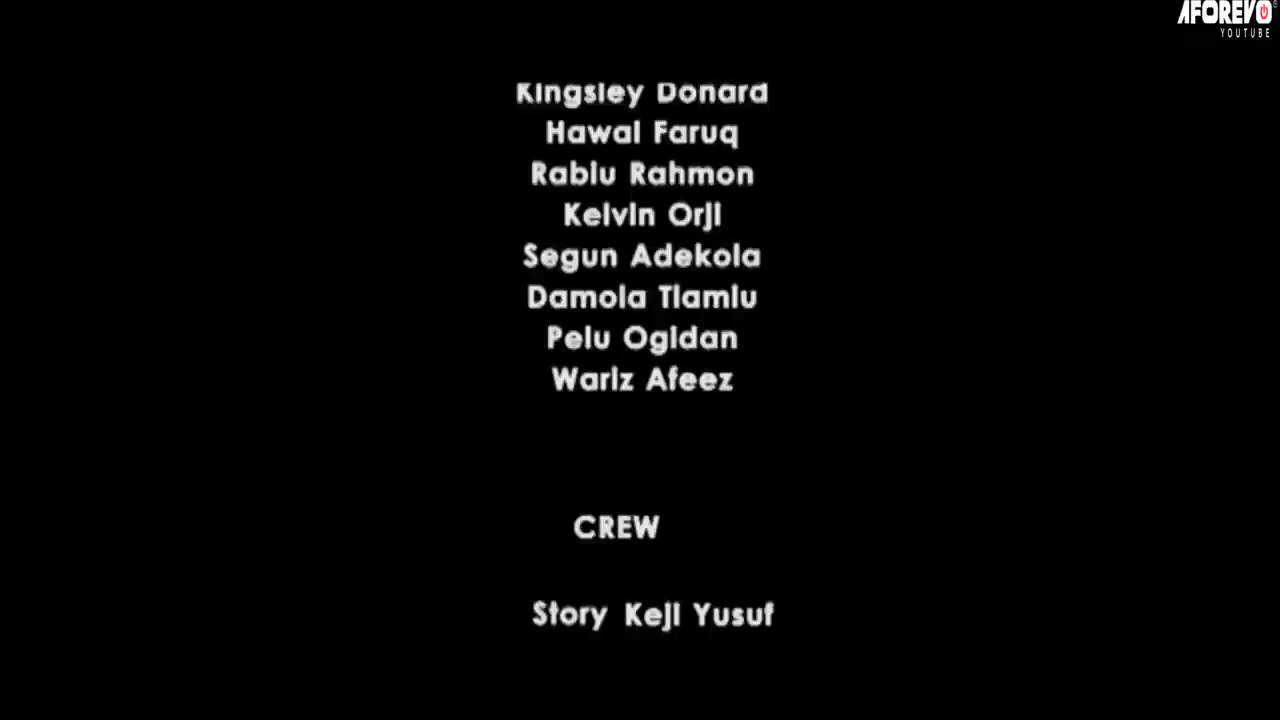 AFOREVO
YOUTUBE
Kingsley Donard
Hawal Faruq
Rabiu Rahmon
Kelvin Orji
Segun Adekola
Damola Tiamiu
Pelu Ogidan
Wariz Afeez
CREW
Story Keji Yusuf